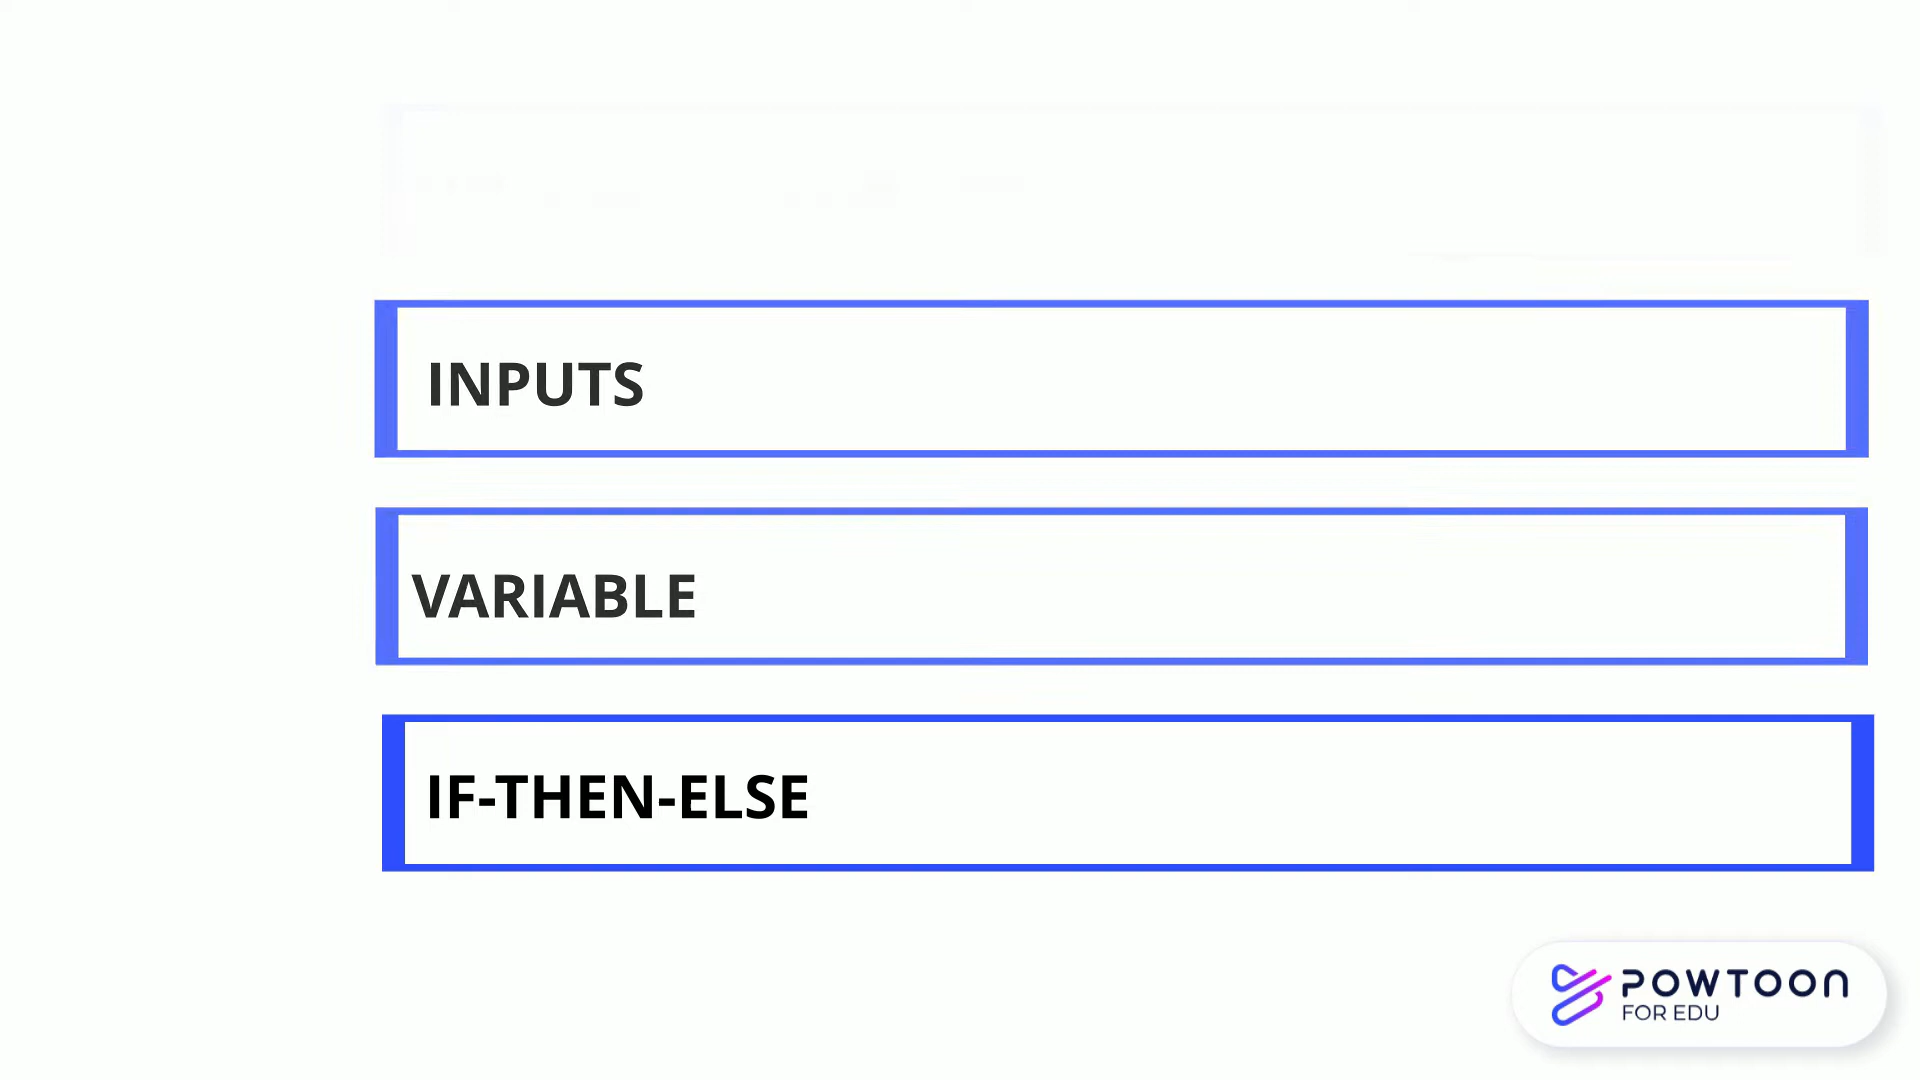 INPUTS
VARIABLE
IF-THEN-ELSE
POWTOON
FOR EDU